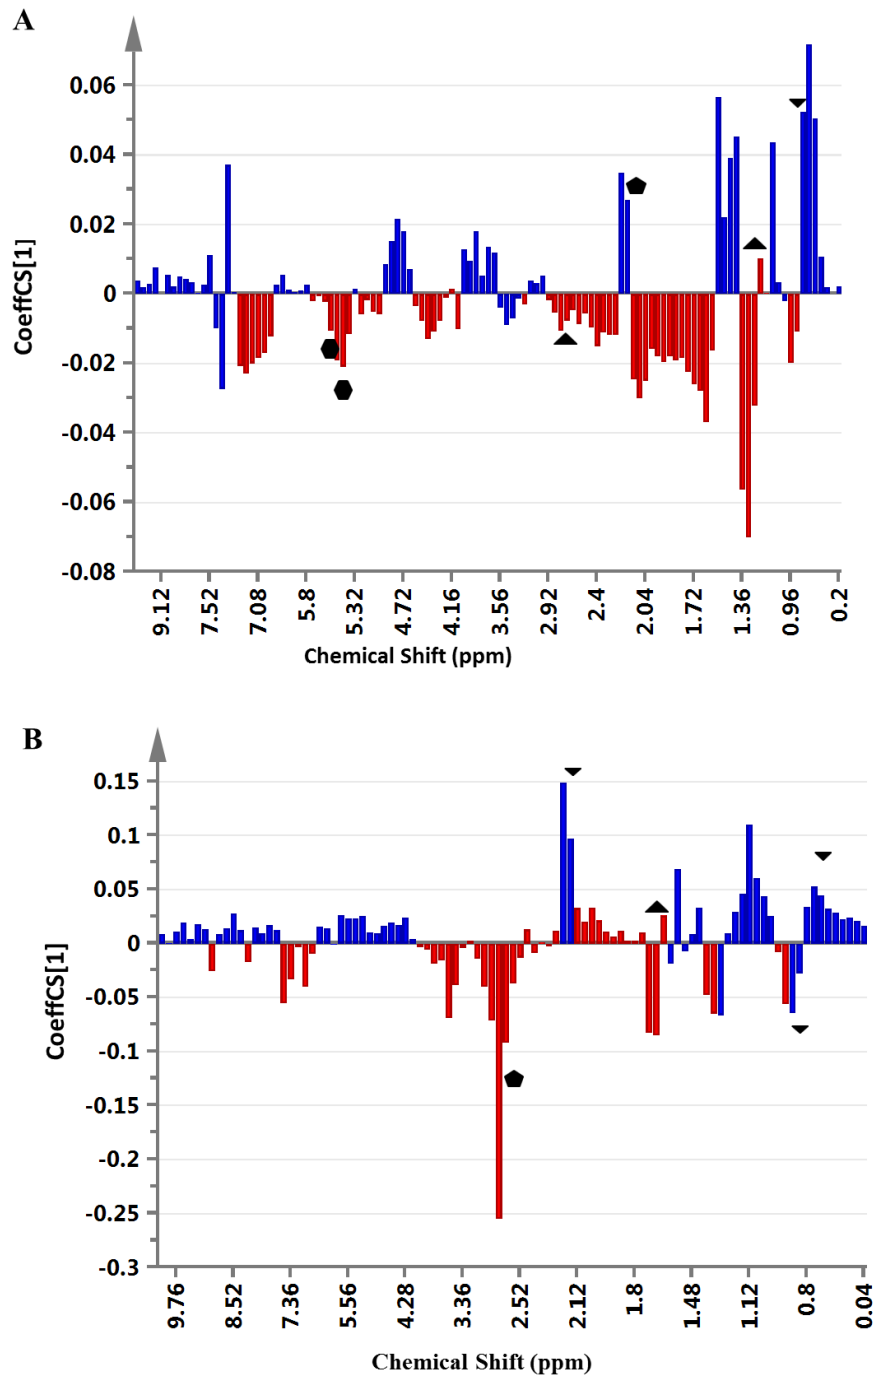 A
CoeffCS[1]
0.06
0.04
0.02
0
-0.02
-0.04
-0.06
-0.08
9.12 7.52 7.08 5.8 5.32 4.72 4.16 3.56 2.92 2.4 2.04 1.72 1.36 0.96 0.2
Chemical Shift (ppm)
B
CoeffCS[1]
0.15
0.1
0.05
0
-0.05
-0.1
-0.15
-0.2
-0.25
-0.3
9.76 8.52 7.36 5.56 4.28 3.36 2.52 2.12 1.8 1.48 1.12 0.8 0.04
Chemical Shift (ppm)